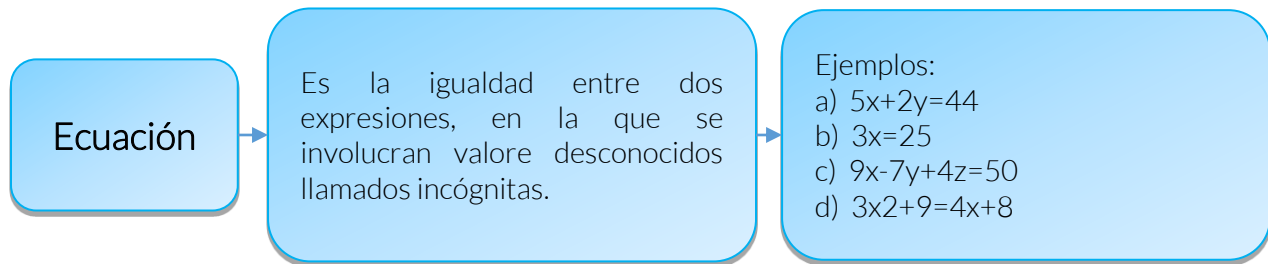 Ecuación
Es la igualdad entre dos
expresiones, en la que se
involucran valore desconocidos
llamados incógnitas.
Ejemplos:
a) 5x+2y=44
b) 3x=25
c) 9x-7y+4z=50
d) 3x2+9=4x+8